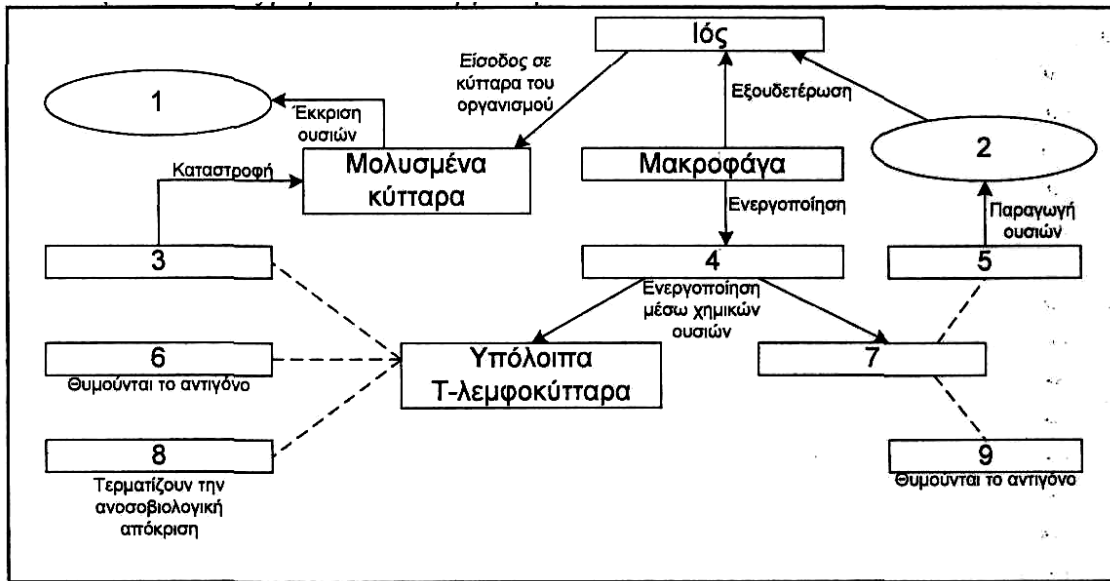 Ιός
Είσοδος σε
κύτταρα του
οργανισμού
Εξουδετέρωση
1
Έκκριση
ουσιών
2
Καταστροφή
Μολυσμένα
κύτταρα
Μακροφάγα
Ενεργοποίηση
Παραγωγή
ουσιών
3
4
5
Ενεργοποίηση
μέσω χημικών
ουσιών
6
Θυμούνται το αντιγόνο
Υπόλοιπα
Τ-λεμφοκύτταρα
7
8
Τερματίζουν την
ανοσοβιολογική
απόκριση
9
Θυμούνται το αντιγόνο